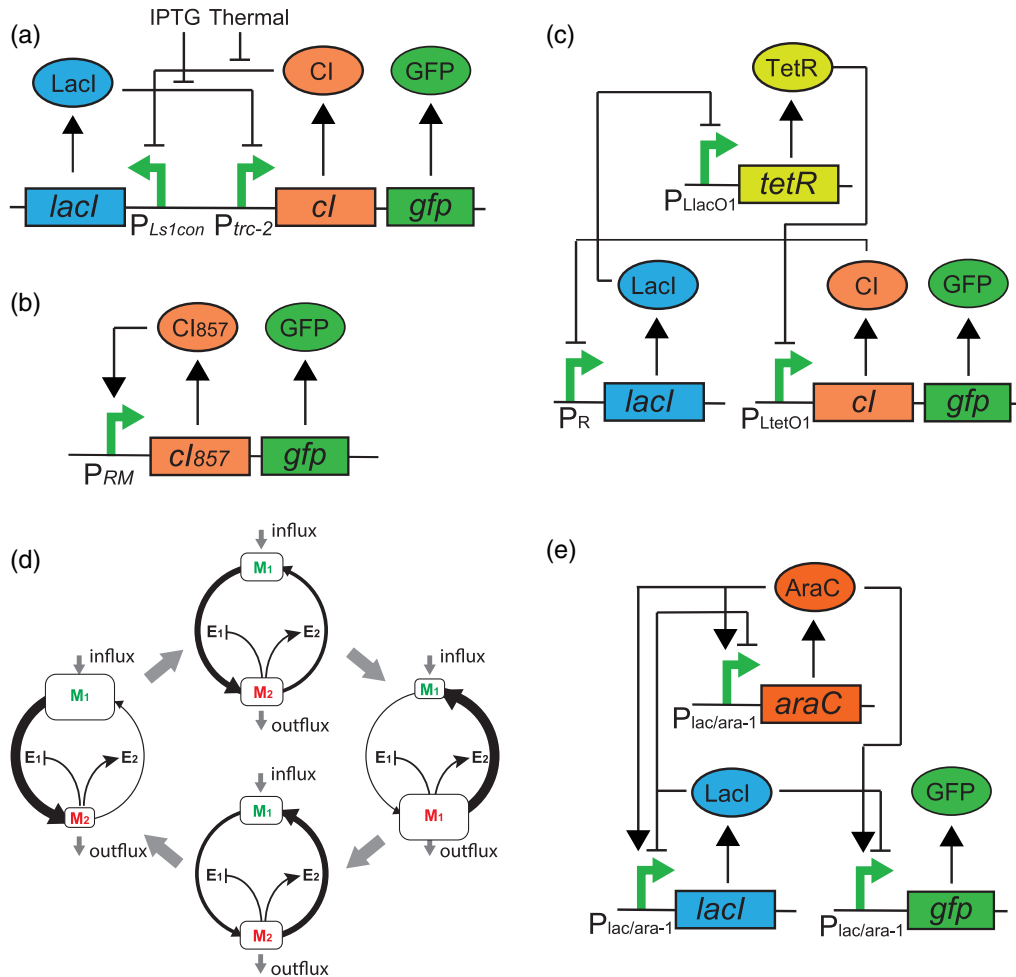 (a)
IPTG Thermal
LacI
CI
GFP
lacI
PLs1con
Ptrc-2
cI
gfp
(b)
CI857
GFP
PRM
cI857
gfp
(c)
TetR
PLlacO1
tetR
LacI
CI
GFP
PR
lacI
PLtetO1
cI
gfp
(d)
influx
M1
E1
E2
M2
outflux
influx
M1
E1
E2
M2
outflux
influx
M1
E1
E2
M1
outflux
influx
M1
E1
E2
M2
outflux
(e)
AraC
Plac/ara-1
araC
LacI
GFP
Plac/ara-1
lacI
Plac/ara-1
gfp